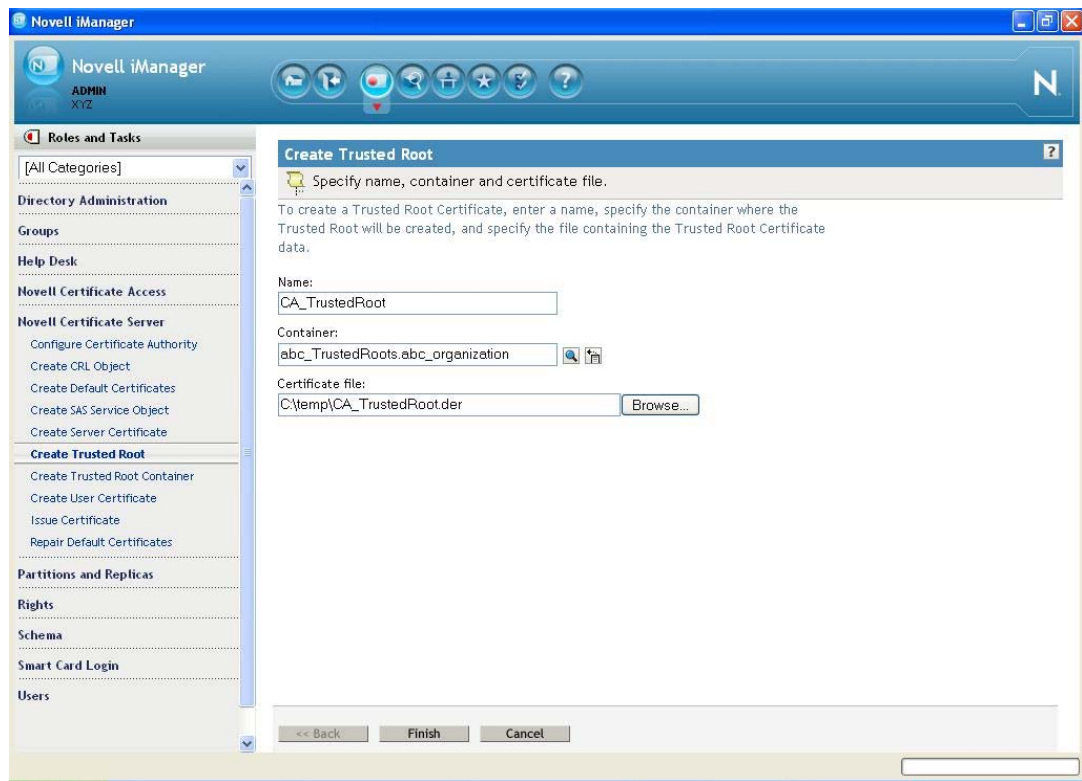 Novell iManager
Novell iManager
ADMIN
XYZ
N
Roles and Tasks
[All Categories]
Directory Administration
Groups
Help Desk
Novell Certificate Access
Novell Certificate Server
Configure Certificate Authority
Create CRL Object
Create Default Certificates
Create SAS Service Object
Create Server Certificate
Create Trusted Root
Create Trusted Root Container
Create User Certificate
Issue Certificate
Repair Default Certificates
Partitions and Replicas
Rights
Schema
Smart Card Login
Users
Create Trusted Root
?
Specify name, container and certificate file.
To create a Trusted Root Certificate, enter a name, specify the container where the
Trusted Root will be created, and specify the file containing the Trusted Root Certificate
data.
Name:
CA_TrustedRoot
Container:
abc_TrustedRoots.abc_organization
Certificate file:
C:\temp\CA_TrustedRoot.der Browse...
<< Back Finish Cancel